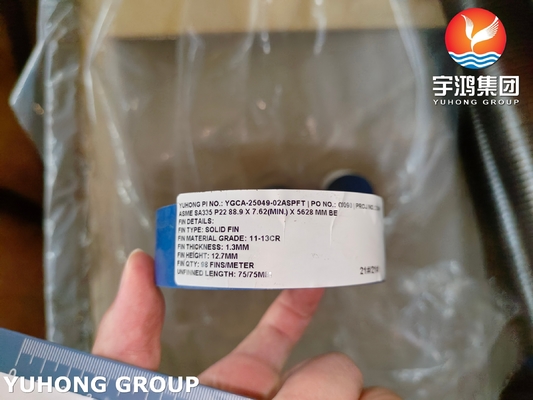 宇鸿集团
YUHONG GROUP
YUHONG PI NO.: YGCA-25049-02ASPFT | PO NO.:
ASME SA335 P22 88.9 X 7.62(MIN.) X 5628 MM BE
FIN DETAILS:
FIN TYPE: SOLID FIN
FIN MATERIAL GRADE: 11-13CR
FIN THICKNESS: 1.3MM
FIN HEIGHT: 12.7MM
FIN QTY: 98 FINS/METER
UNFINNED LENGTH: 75/75MM
YUHONG GROUP